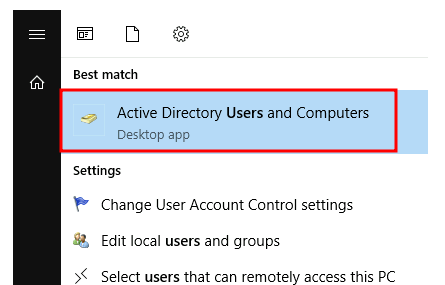 Best match
Active Directory Users and Computers
Desktop app
Settings
Change User Account Control settings
Edit local users and groups
Select users that can remotely access this PC